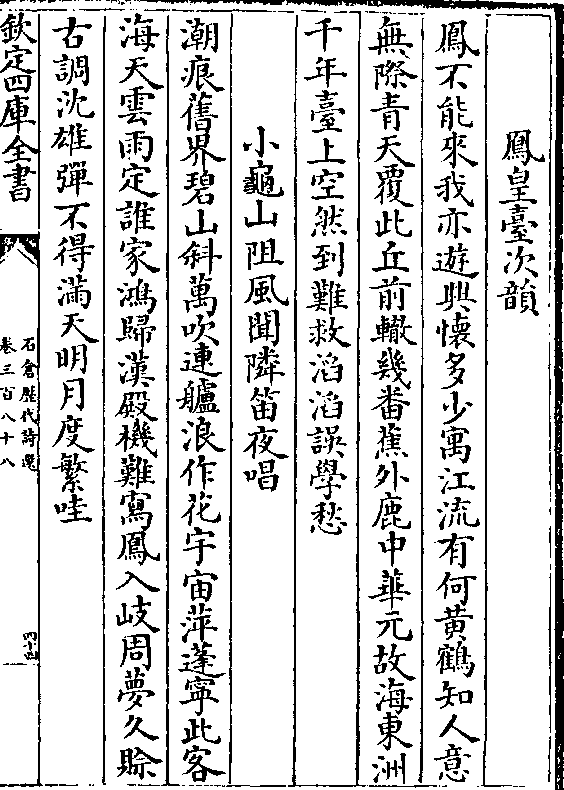 鳳皇臺次韻
鳳不能來我亦遊興懷多少寓江流有何黄鶴知人意
無際青天覆此丘前轍幾番蕉外鹿中華元故海東洲
千年臺上空然到難救滔滔誤學愁
小龜山阻風聞隣笛夜唱
潮痕舊界碧山斜萬吹連艫浪作花宇宙萍蓬寧此客
海天雲雨定誰家鴻歸漢殿機難寫鳳入岐周夢久賒
古調沈雄彈不得滿天明月度繁哇
欽定四庫全書
石倉歷代詩選
卷三百八十八
四十四